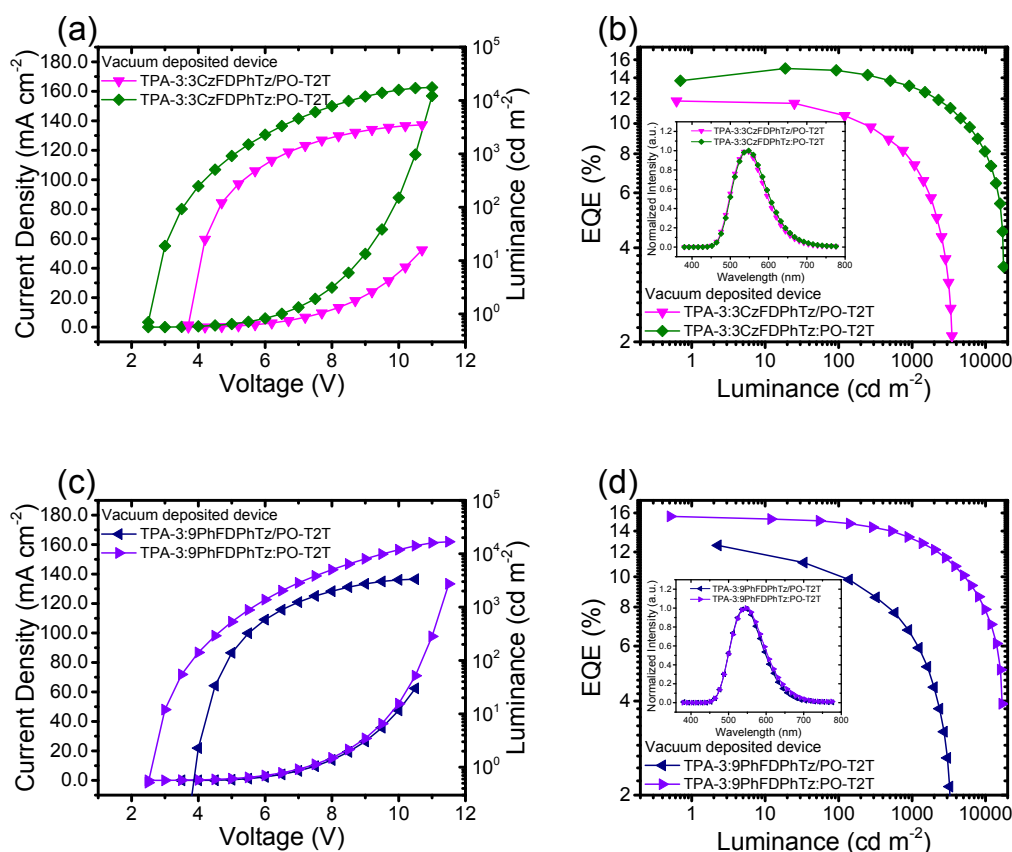 (a)
Vacuum deposited device
TPA-3:3CzFDPhTz/PO-T2T
TPA-3:3CzFDPhTz:PO-T2T
Current Density (mA cm-2)
180.0
160.0
140.0
120.0
100.0
80.0
60.0
40.0
20.0
0.0
2 4 6 8 10 12
Voltage (V)
10^5
10^4
10^3
10^2
10^1
10^0
Luminance (cd m-2)
(b)
EQE (%)
16
14
12
10
8
6
4
2
Normalized Intensity (a.u.)
1.2
1.0
0.8
0.6
0.4
0.2
0.0
TPA-3:3CzFDPhTz/PO-T2T
TPA-3:3CzFDPhTz:PO-T2T
400 500 600 700 800
Wavelength (nm)
Vacuum deposited device
TPA-3:3CzFDPhTz/PO-T2T
TPA-3:3CzFDPhTz:PO-T2T
1 10 100 1000 10000
Luminance (cd m-2)
(c)
Vacuum deposited device
TPA-3:9PhFDPhTz/PO-T2T
TPA-3:9PhFDPhTz:PO-T2T
Current Density (mA cm-2)
180.0
160.0
140.0
120.0
100.0
80.0
60.0
40.0
20.0
0.0
2 4 6 8 10 12
Voltage (V)
10^5
10^4
10^3
10^2
10^1
10^0
Luminance (cd m-2)
(d)
EQE (%)
16
14
12
10
8
6
4
2
Normalized Intensity (a.u.)
1.2
1.0
0.8
0.6
0.4
0.2
0.0
TPA-3:9PhFDPhTz/PO-T2T
TPA-3:9PhFDPhTz:PO-T2T
400 500 600 700 800
Wavelength (nm)
Vacuum deposited device
TPA-3:9PhFDPhTz/PO-T2T
TPA-3:9PhFDPhTz:PO-T2T
1 10 100 1000 10000
Luminance (cd m-2)